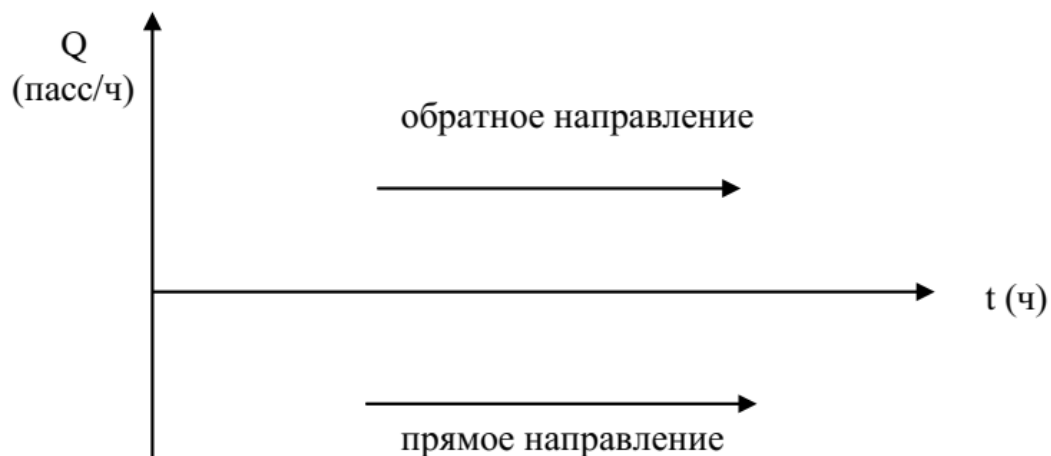 Q
(пасс/ч)
обратное направление
t (ч)
прямое направление